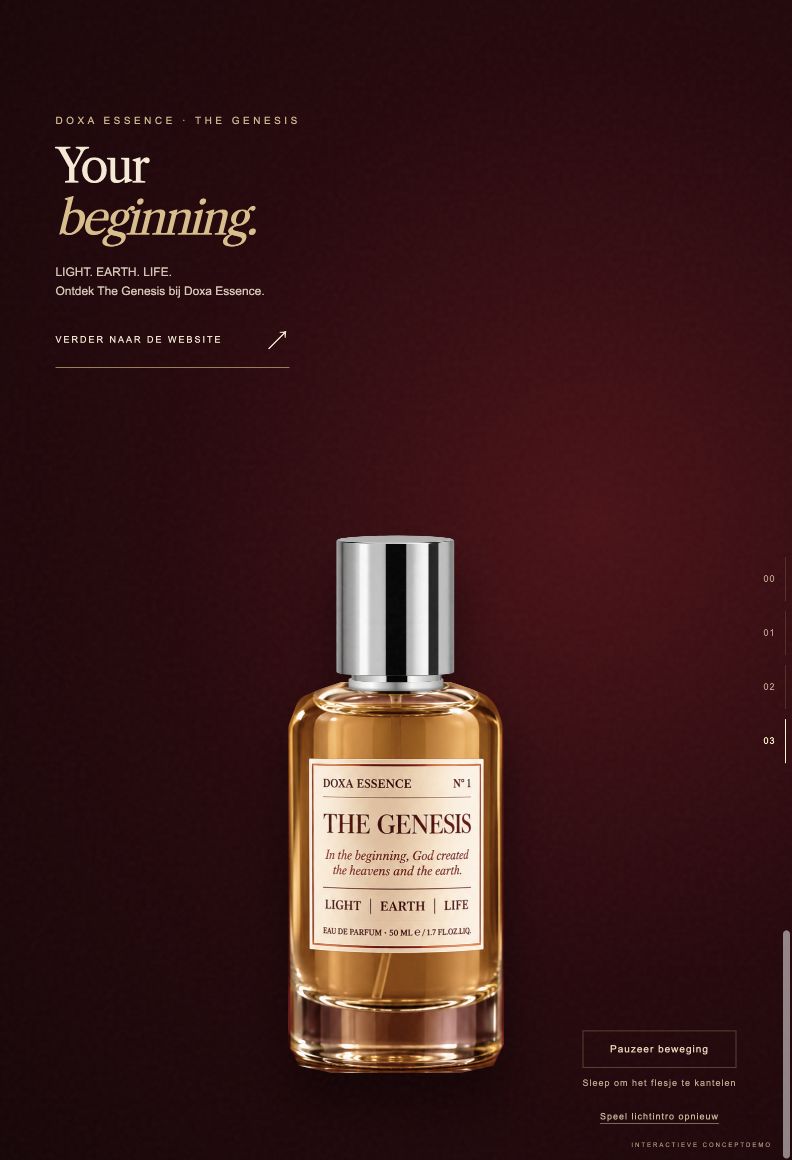 DOXA ESSENCE · THE GENESIS
Your
beginning.
LIGHT. EARTH. LIFE.
Ontdek The Genesis bij Doxa Essence.
VERDER NAAR DE WEBSITE
00
01
02
03
DOXA ESSENCE Nº 1
THE GENESIS
In the beginning, God created
the heavens and the earth.
LIGHT | EARTH | LIFE
EAU DE PARFUM · 50 ML ℮ / 1.7 FL.OZ.LIQ.
Pauzeer beweging
Sleep om het flesje te kantelen
Speel lichtintro opnieuw
INTERACTIEVE CONCEPTDEMO